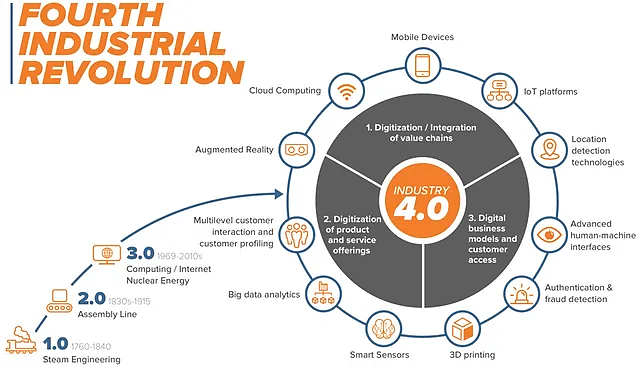 FOURTH
INDUSTRIAL
REVOLUTION
Mobile Devices
Cloud Computing
IoT platforms
1. Digitization / Integration
of value chains
Augmented Reality
Location
detection
technologies
INDUSTRY
4.0
Multilevel customer
interaction and
customer profiling
2. Digitization
of product
and service
offerings
3. Digital
business
models and
customer
access
Advanced
human-machine
interfaces
3.0 1969-2010s
Computing / Internet
Nuclear Energy
Big data analytics
Authentication &
fraud detection
2.0 1830s-1915
Assembly Line
Smart Sensors
3D printing
1.0 1760-1840
Steam Engineering